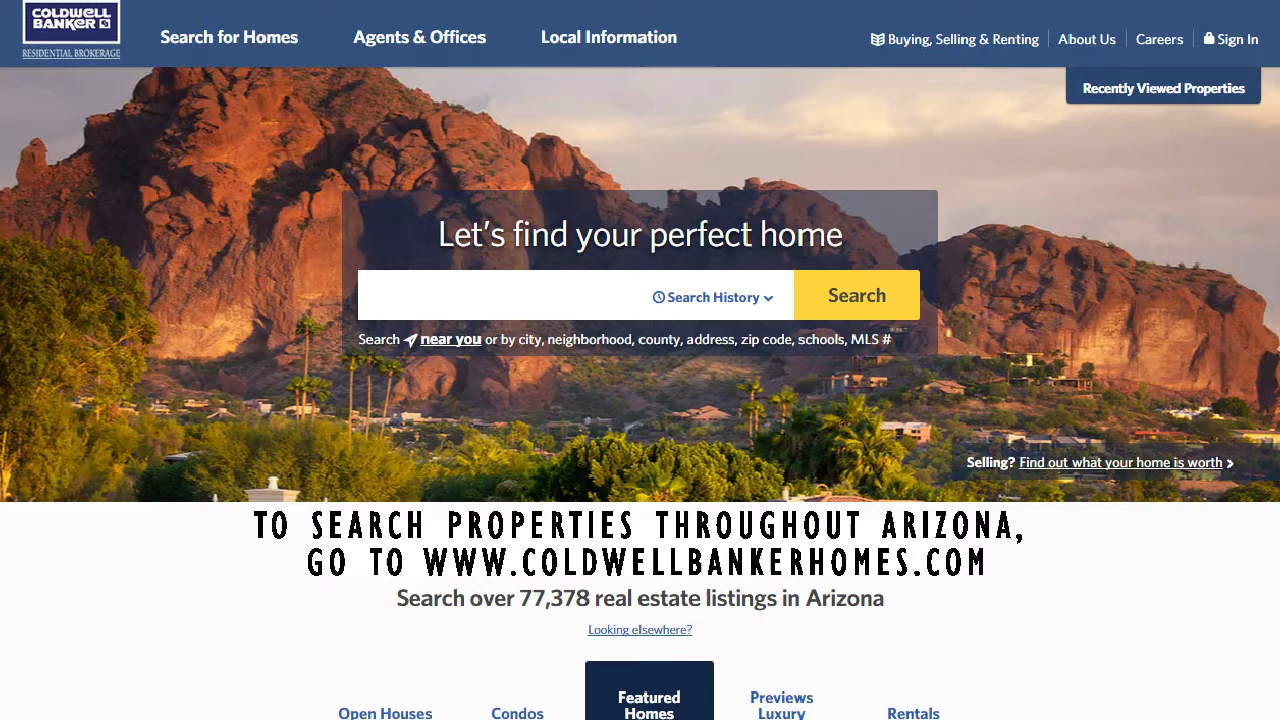 COLDWELL
BANKER
RESIDENTIAL BROKERAGE
Search for Homes
Agents & Offices
Local Information
Buying, Selling & Renting
About Us
Careers
Sign In
Recently Viewed Properties
Let's find your perfect home
Search History
Search
Search near you or by city, neighborhood, county, address, zip code, schools, MLS #
Selling? Find out what your home is worth
TO SEARCH PROPERTIES THROUGHOUT ARIZONA,
GO TO WWW.COLDWELLBANKERHOMES.COM
Search over 77,378 real estate listings in Arizona
Looking elsewhere?
Open Houses
Condos
Featured
Homes
Previews
Luxury
Rentals